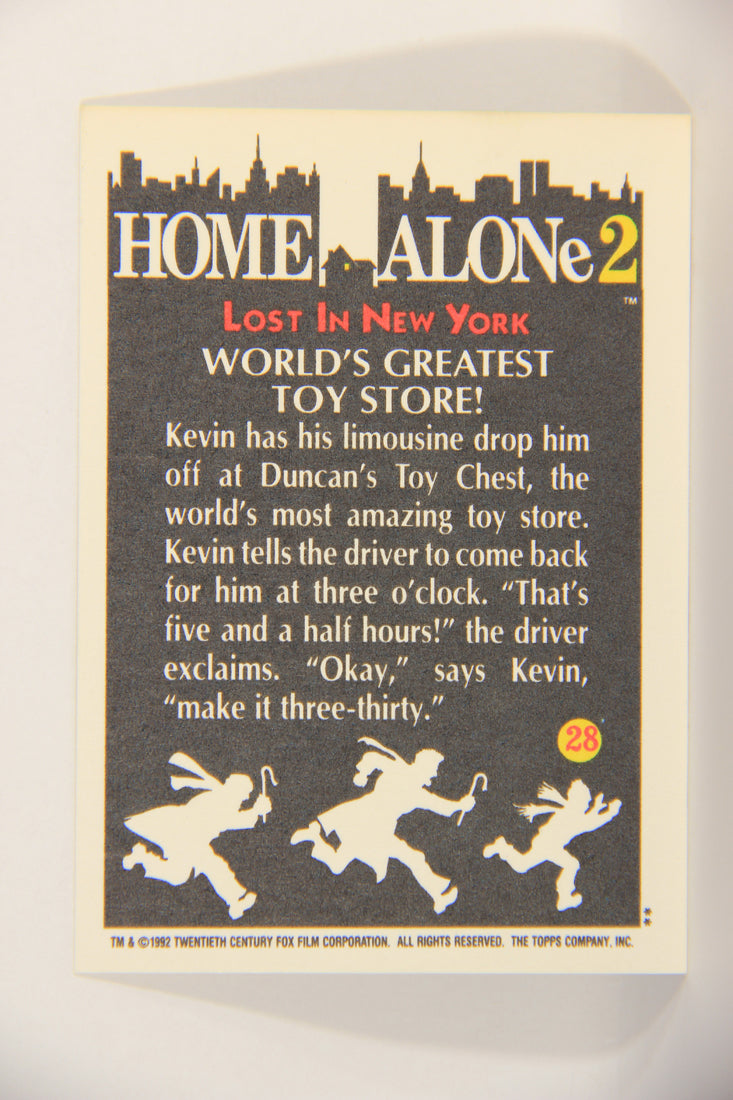 HOME ALONe 2
TM
LOST IN NEW YORK
WORLD'S GREATEST
TOY STORE!
Kevin has his limousine drop him
off at Duncan's Toy Chest, the
world's most amazing toy store.
Kevin tells the driver to come back
for him at three o'clock. “That's
five and a half hours!” the driver
exclaims. “Okay,” says Kevin,
“make it three-thirty.”
28
**
TM & ©1992 TWENTIETH CENTURY FOX FILM CORPORATION. ALL RIGHTS RESERVED. THE TOPPS COMPANY, INC.